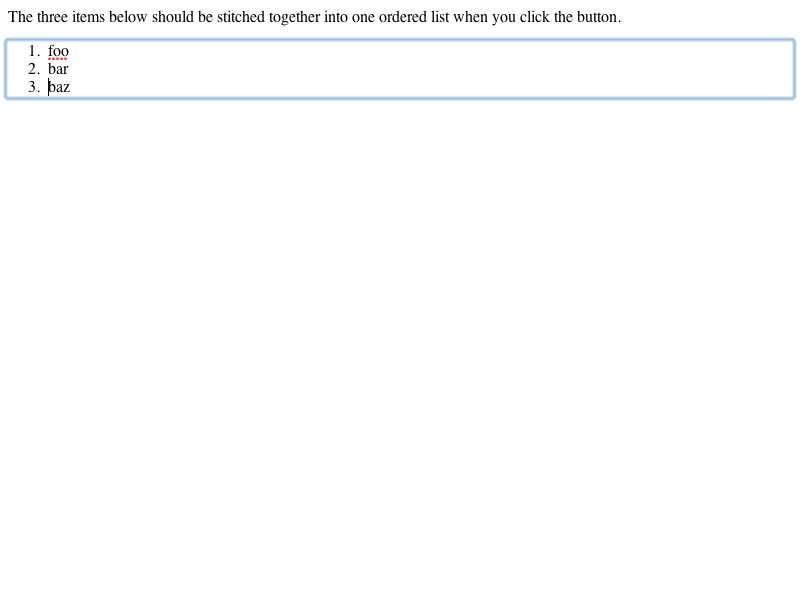 The three items below should be stitched together into one ordered list when you click the button.
1. foo
2. bar
3. baz